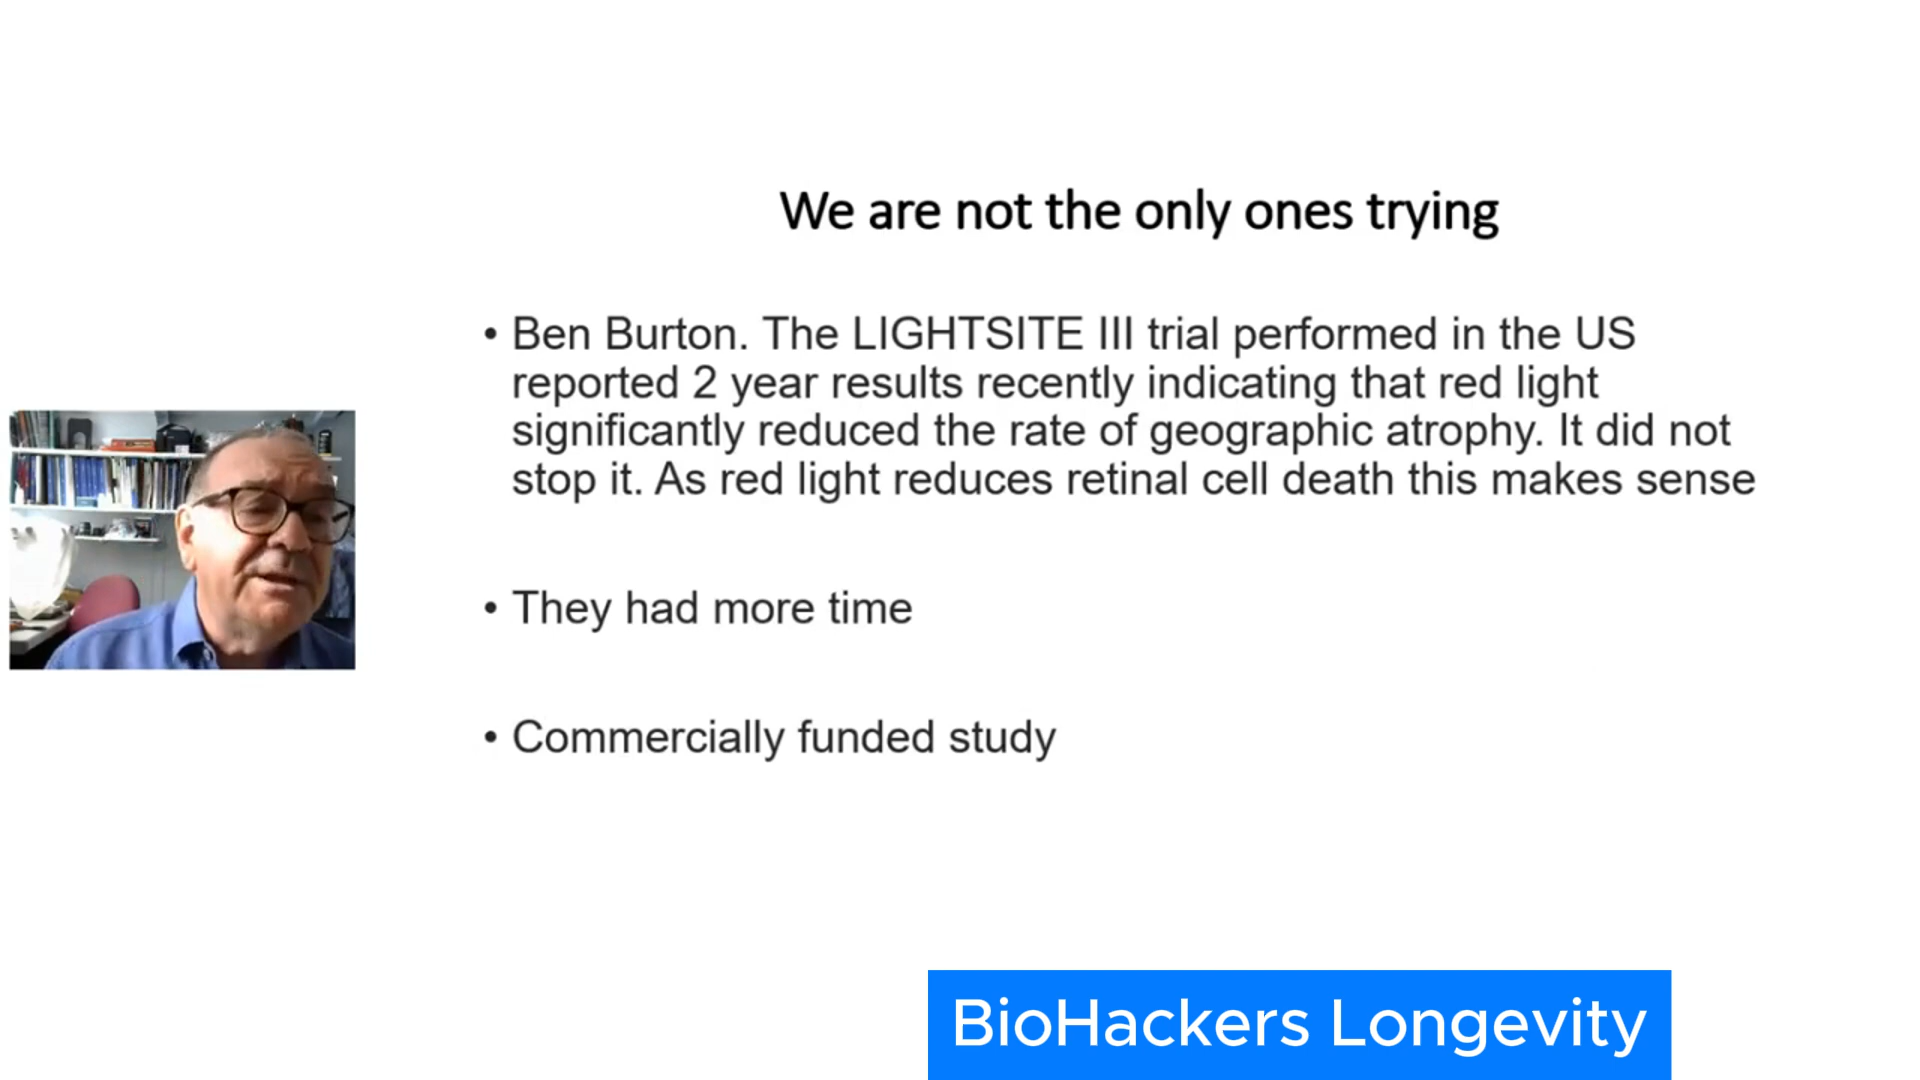 We are not the only ones trying
• Ben Burton. The LIGHTSITE III trial performed in the US
reported 2 year results recently indicating that red light
significantly reduced the rate of geographic atrophy. It did not
stop it. As red light reduces retinal cell death this makes sense
• They had more time
• Commercially funded study
BioHackers Longevity